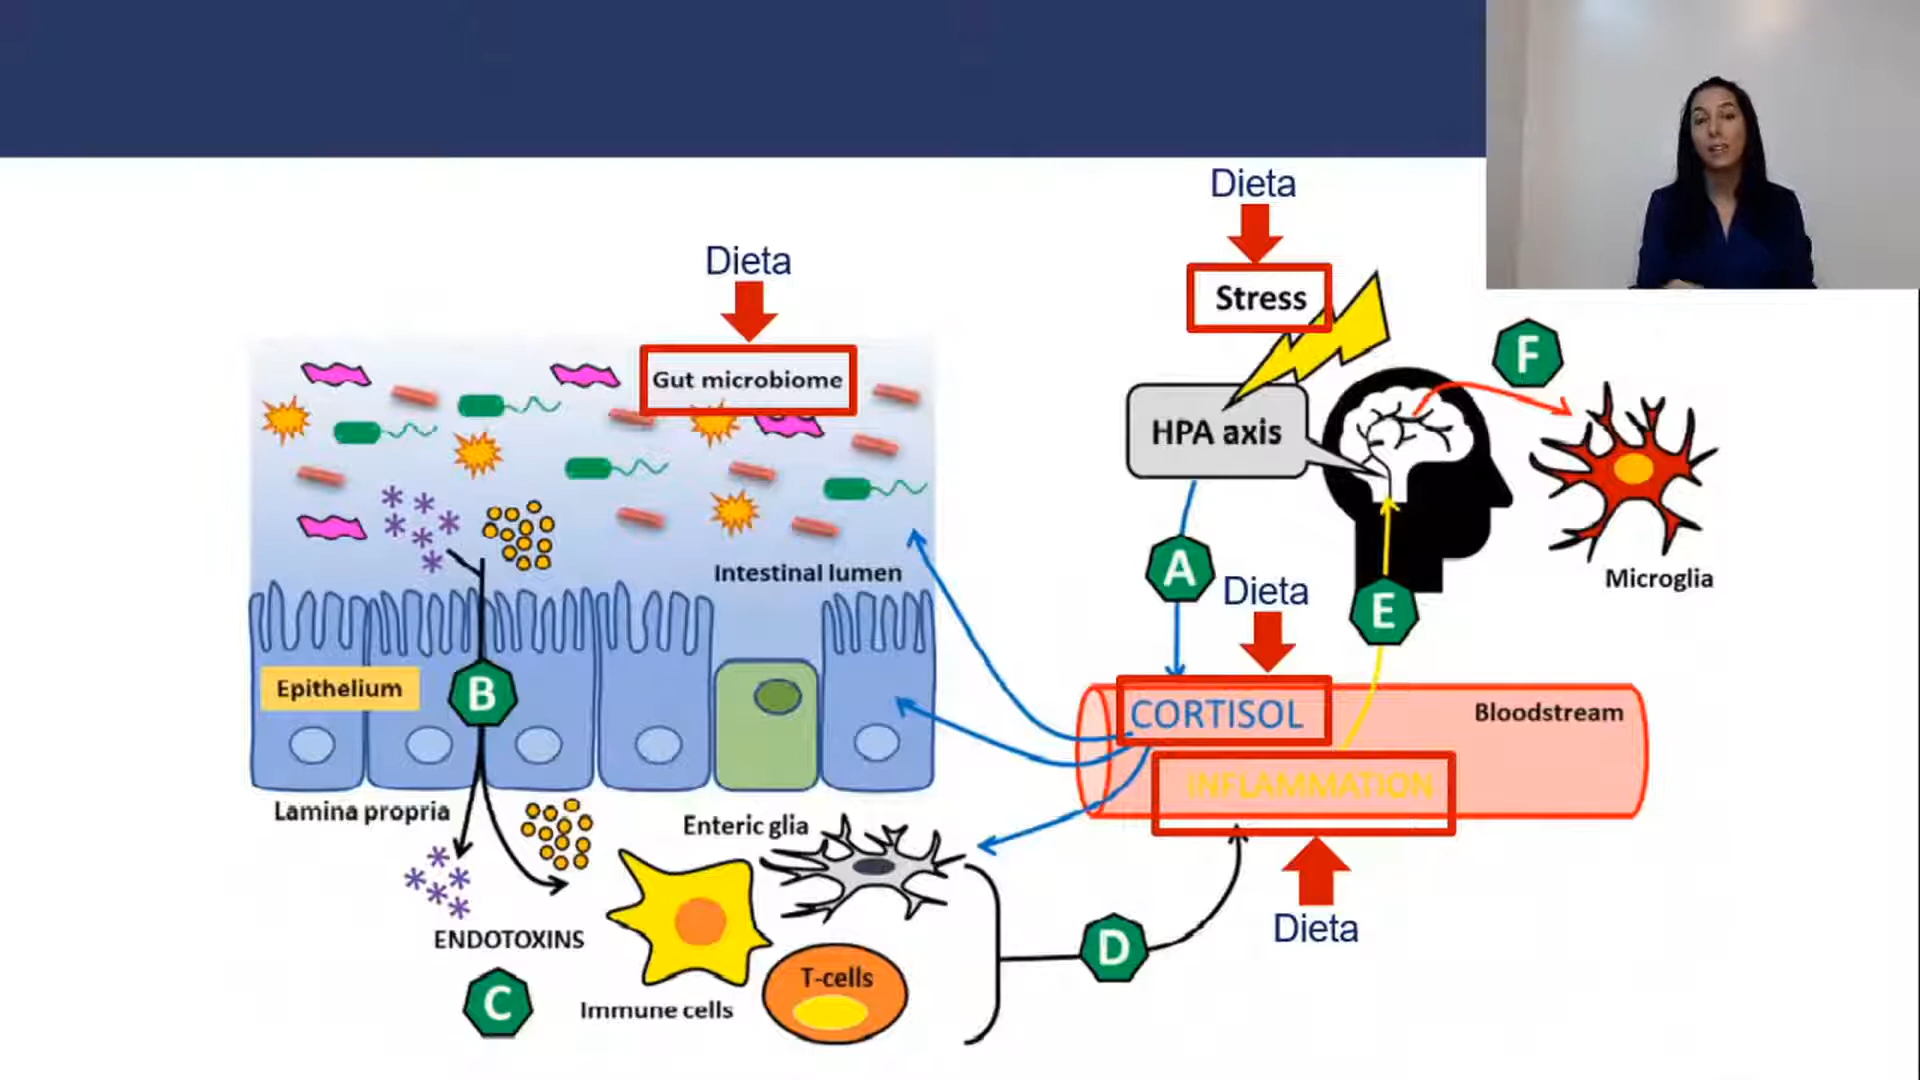 Dieta
Stress
Dieta
Gut microbiome
HPA axis
F
Microglia
Intestinal lumen
A
Dieta
E
Epithelium
B
CORTISOL
Bloodstream
INFLAMMATION
Lamina propria
Enteric glia
Dieta
ENDOTOXINS
D
C
Immune cells
T-cells